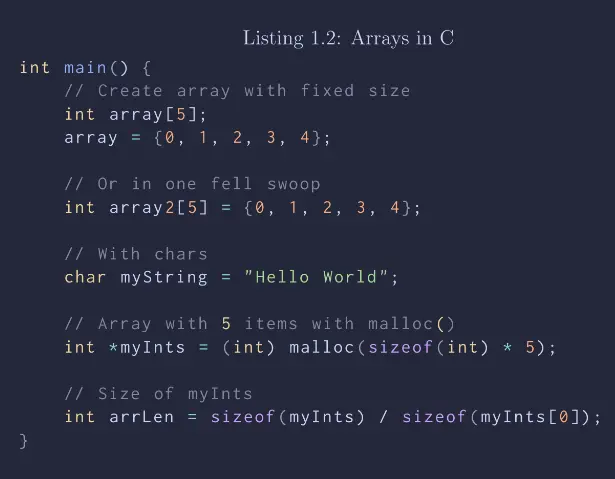 Listing 1.2: Arrays in C
int main() {
    // Create array with fixed size
    int array[5];
    array = {0, 1, 2, 3, 4};

    // Or in one fell swoop
    int array2[5] = {0, 1, 2, 3, 4};

    // With chars
    char myString = "Hello World";

    // Array with 5 items with malloc()
    int *myInts = (int) malloc(sizeof(int) * 5);

    // Size of myInts
    int arrLen = sizeof(myInts) / sizeof(myInts[0]);
}